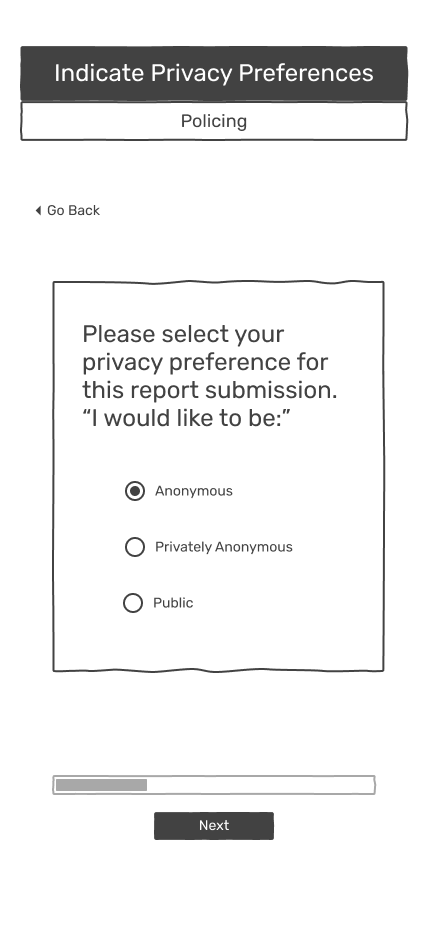 Indicate Privacy Preferences
Policing
Go Back
Please select your
privacy preference for
this report submission.
“I would like to be:”
Anonymous
Privately Anonymous
Public
Next